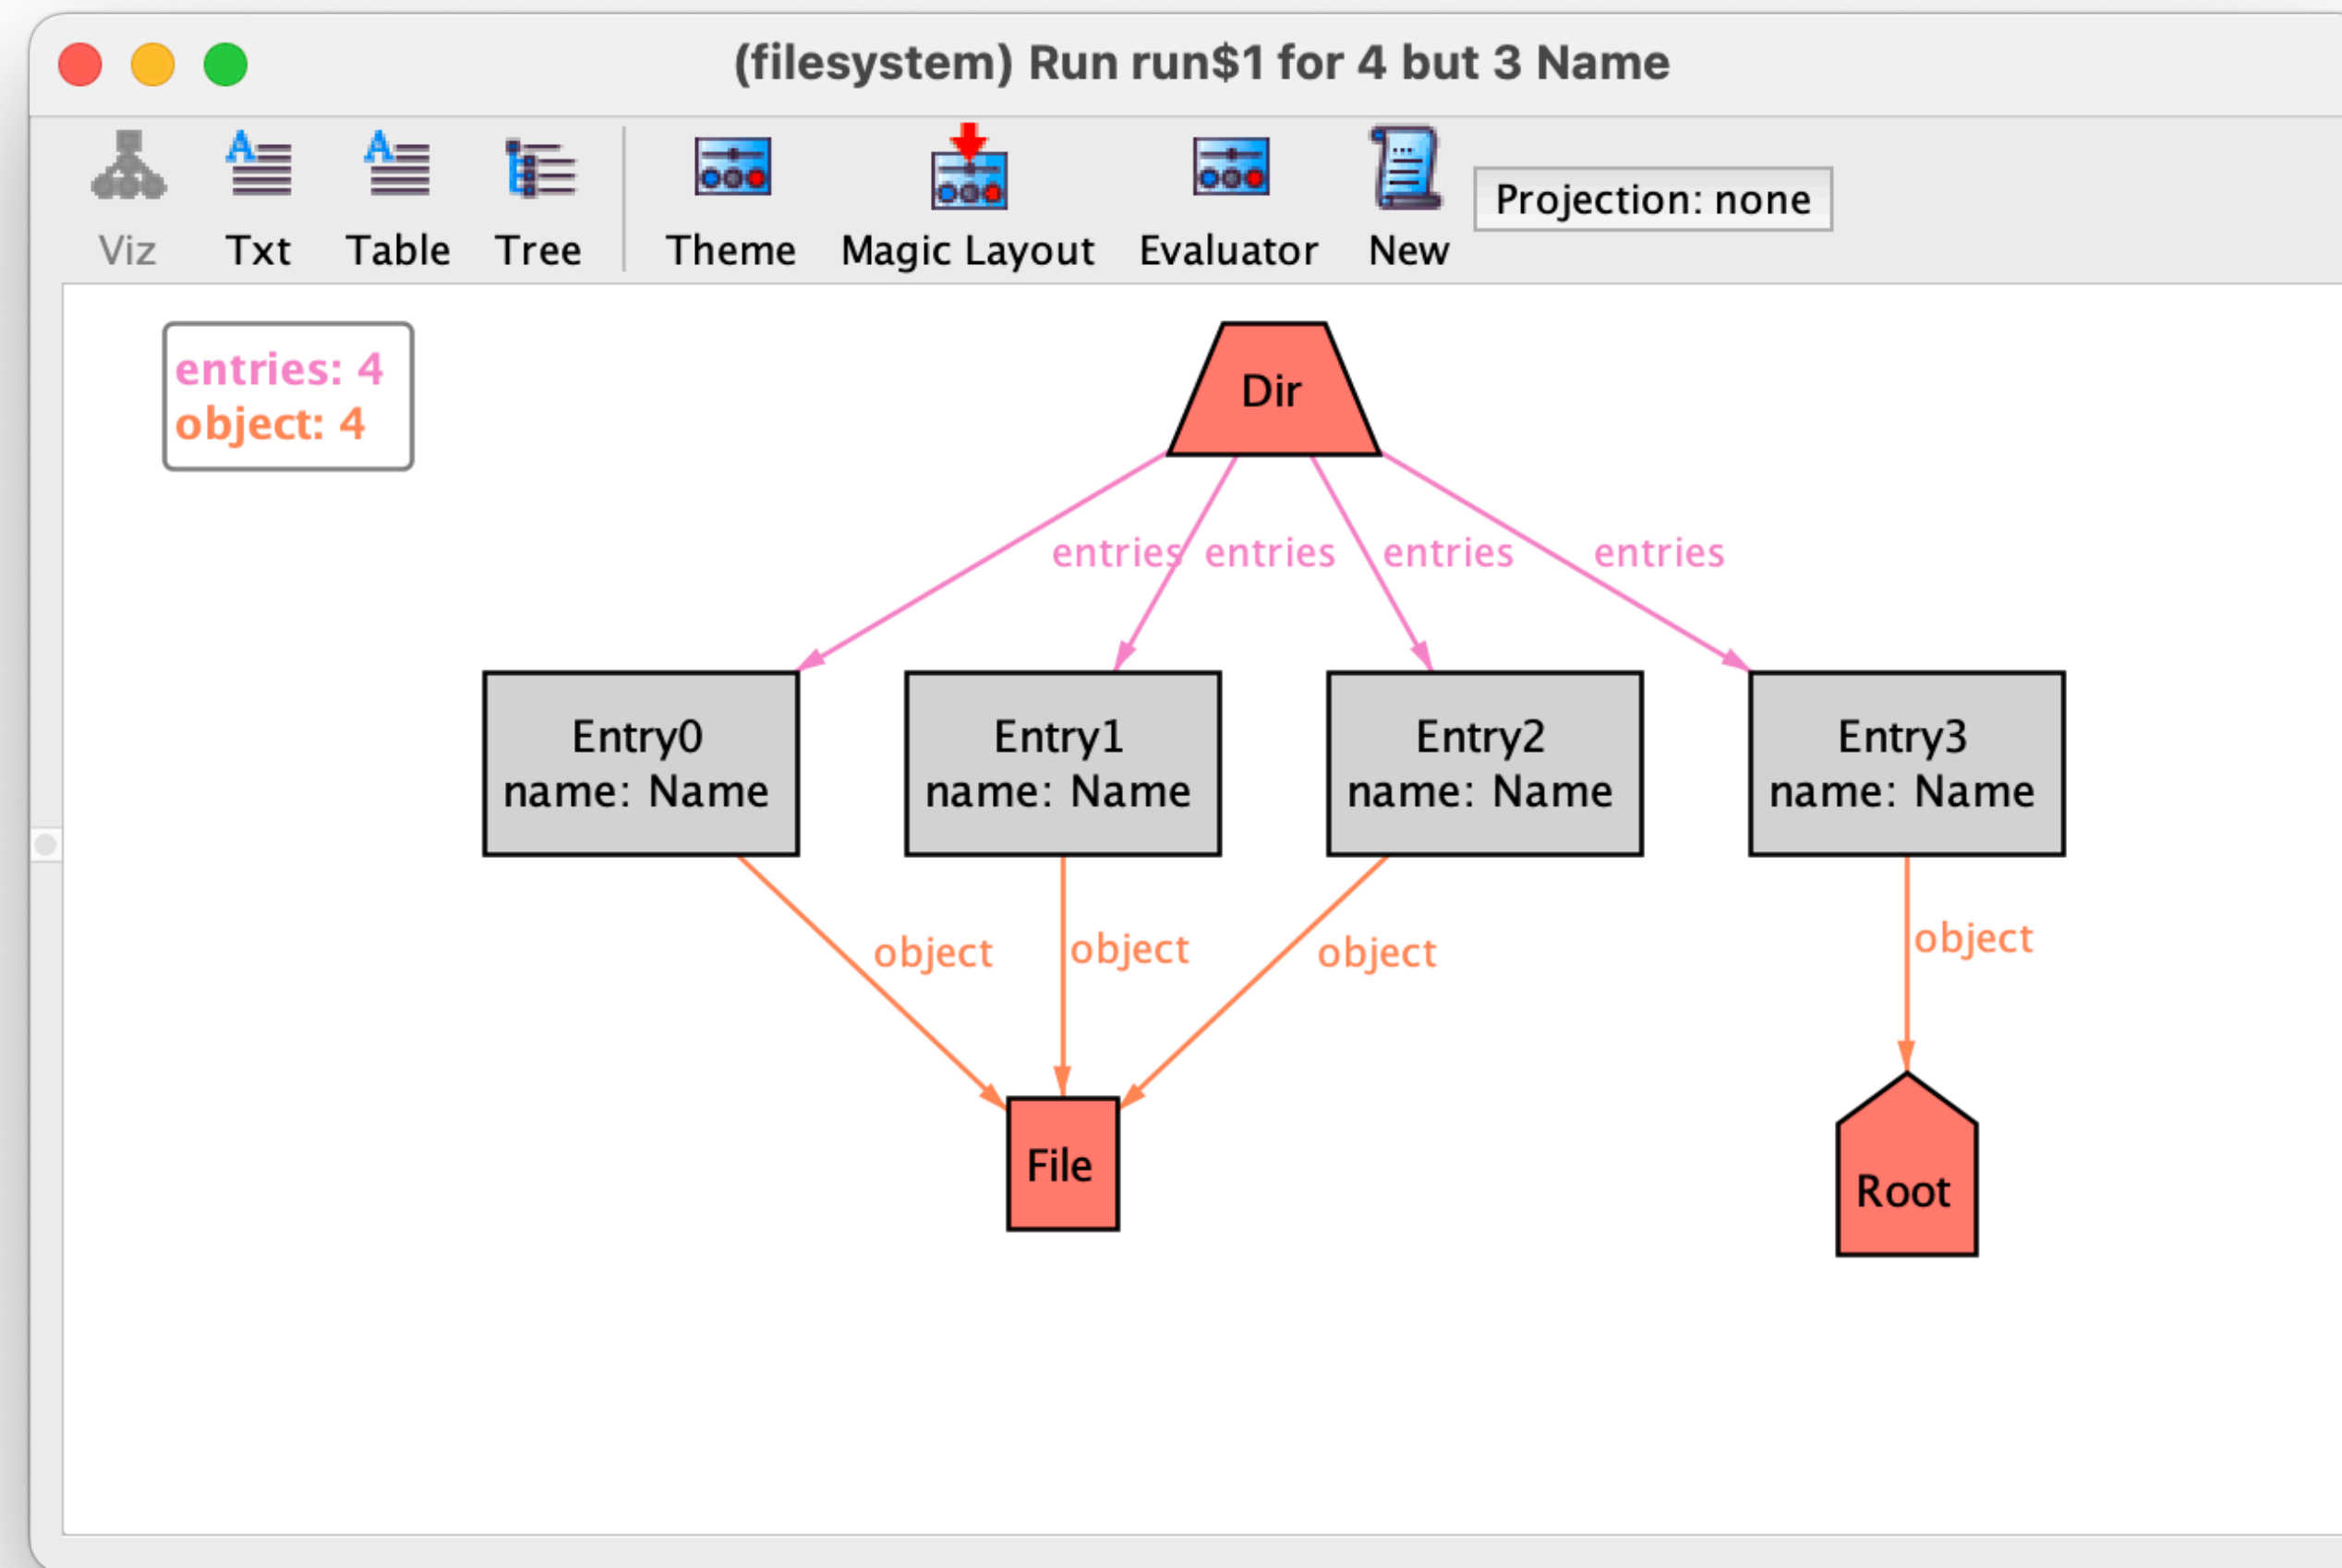 (filesystem) Run run$1 for 4 but 3 Name
Viz Txt Table Tree Theme Magic Layout Evaluator New Projection: none
entries: 4
object: 4
Dir
entries entries entries entries
Entry0 Entry1 Entry2 Entry3
name: Name name: Name name: Name name: Name
object object object object
File
Root